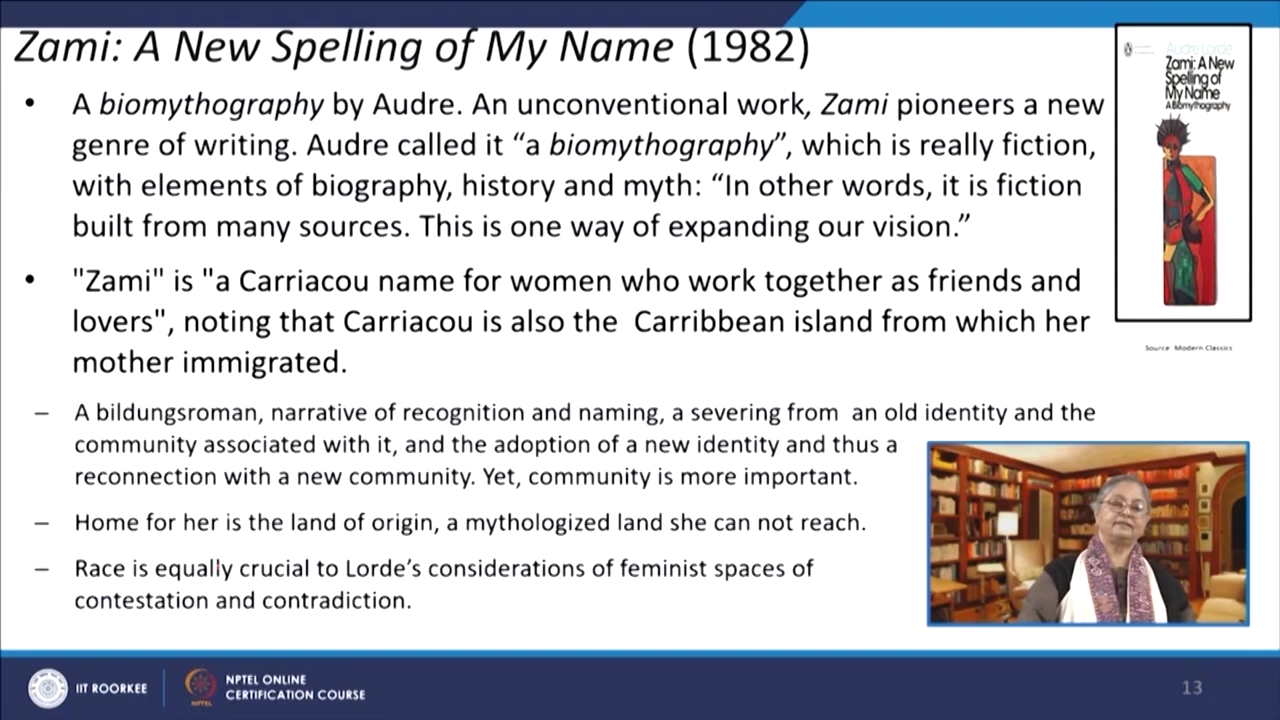 Zami: A New Spelling of My Name (1982)
• A biomythography by Audre. An unconventional work, Zami pioneers a new
genre of writing. Audre called it “a biomythography”, which is really fiction,
with elements of biography, history and myth: “In other words, it is fiction
built from many sources. This is one way of expanding our vision.”
• "Zami" is "a Carriacou name for women who work together as friends and
lovers", noting that Carriacou is also the Carribbean island from which her
mother immigrated.
– A bildungsroman, narrative of recognition and naming, a severing from an old identity and the
community associated with it, and the adoption of a new identity and thus a
reconnection with a new community. Yet, community is more important.
– Home for her is the land of origin, a mythologized land she can not reach.
– Race is equally crucial to Lorde’s considerations of feminist spaces of
contestation and contradiction.
Audre Lorde
Zami: A New
Spelling of
My Name
A Biomythography
Source Modern Classics
IIT ROORKEE
NPTEL
NPTEL ONLINE
CERTIFICATION COURSE
13